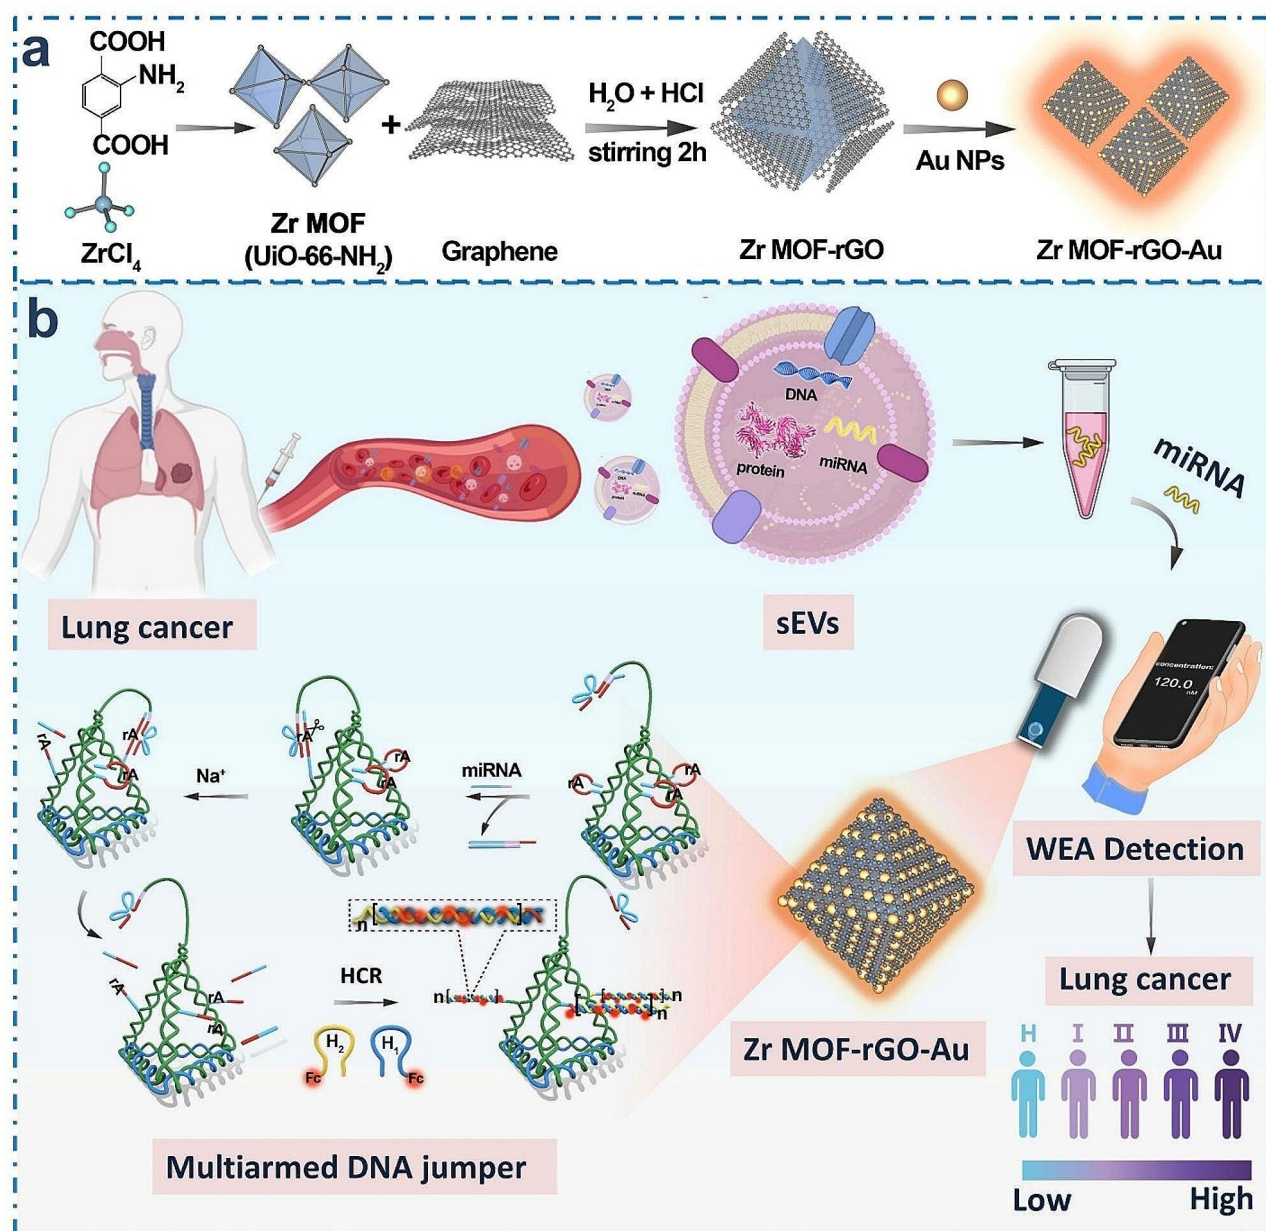 a
COOH
NH₂
COOH
ZrCl₄
Zr MOF
(UiO-66-NH₂)
+
Graphene
H₂O + HCl
stirring 2h
Zr MOF-rGO
Au NPs
Zr MOF-rGO-Au
b
DNA
protein
miRNA
miRNA
Lung cancer
sEVs
concentration:
120.0
nM
rA
rA
rA
Na⁺
rA
rA
rA
miRNA
rA
rA
rA
WEA Detection
n
HCR
rA
rA
rA
H₂
H₁
Fc
Fc
n
n
n
Zr MOF-rGO-Au
Lung cancer
H I II III IV
Multiarmed DNA jumper
Low High